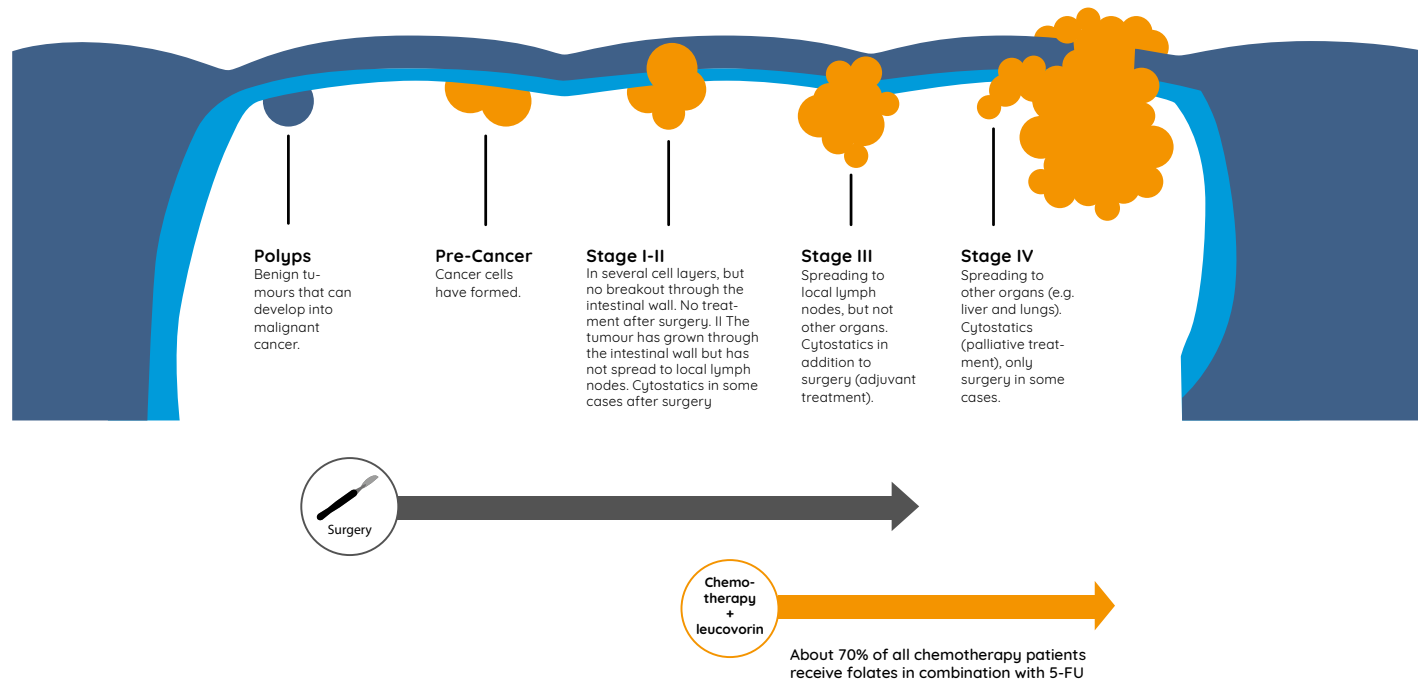 Polyps
Benign tu-
mours that can
develop into
malignant
cancer.
Pre-Cancer
Cancer cells
have formed.
Stage I-II
In several cell layers, but
no breakout through the
intestinal wall. No treat-
ment after surgery. II The
tumour has grown through
the intestinal wall but has
not spread to local lymph
nodes. Cytostatics in some
cases after surgery
Stage III
Spreading to
local lymph
nodes, but not
other organs.
Cytostatics in
addition to
surgery (adjuvant
treatment).
Stage IV
Spreading to
other organs (e.g.
liver and lungs).
Cytostatics
(palliative treat-
ment), only
surgery in some
cases.
Surgery
Chemo-
therapy
+
leucovorin
About 70% of all chemotherapy patients
receive folates in combination with 5-FU